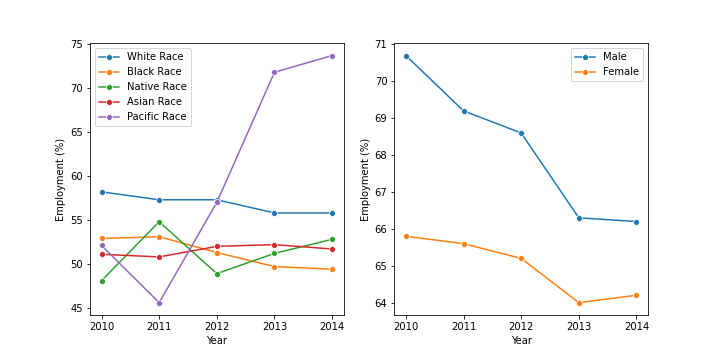 75
70
65
60
55
50
45
Employment (%)
White Race
Black Race
Native Race
Asian Race
Pacific Race
2010 2011 2012 2013 2014
Year
71
70
69
68
67
66
65
64
Employment (%)
Male
Female
2010 2011 2012 2013 2014
Year